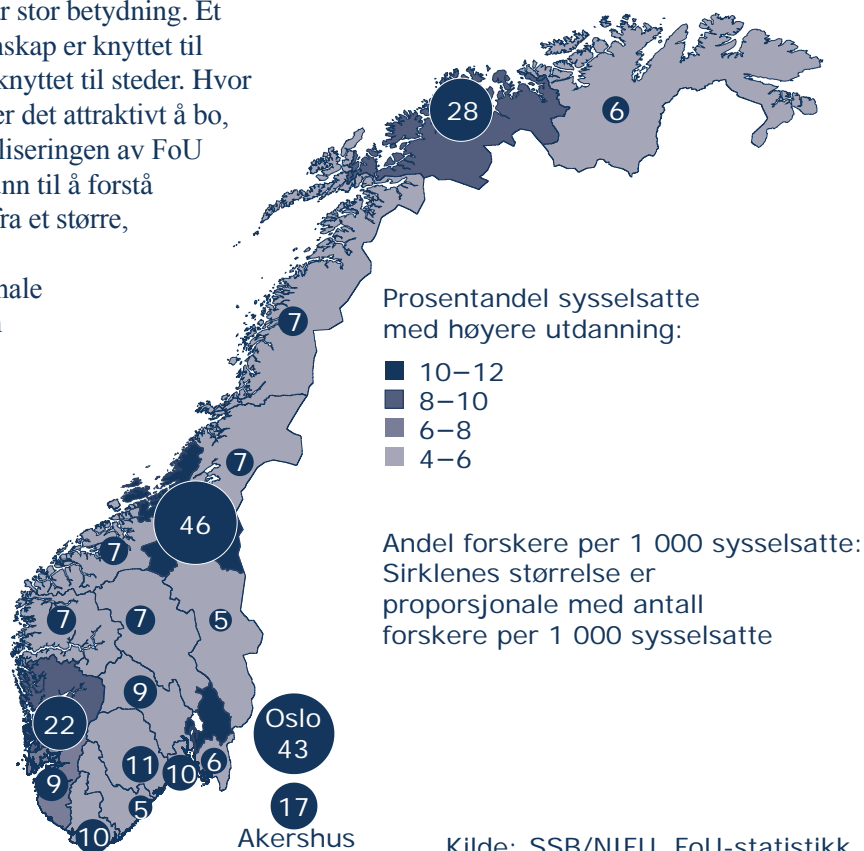 r stor betydning. Et
nskap er knyttet til
knyttet til steder. Hvor
er det attraktivt å bo,
liseringen av FoU
unn til å forstå
fra et større,
nale
28
6
7
Prosentandel sysselsatte
med høyere utdanning:
10–12
8–10
6–8
4–6
7
46
7
Andel forskere per 1 000 sysselsatte:
Sirklenes størrelse er
proporsjonale med antall
forskere per 1 000 sysselsatte
7
7
5
9
22
Oslo
43
11
10
6
9
5
17
10
Akershus
Kilde: SSB/NIFU, FoU-statistikk